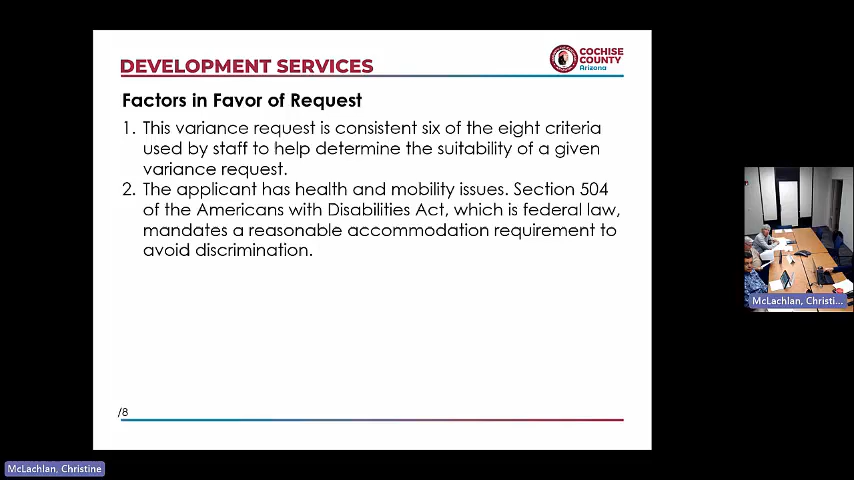 DEVELOPMENT SERVICES
COCHISE
COUNTY
Arizona
Factors in Favor of Request
1. This variance request is consistent six of the eight criteria
used by staff to help determine the suitability of a given
variance request.
2. The applicant has health and mobility issues. Section 504
of the Americans with Disabilities Act, which is federal law,
mandates a reasonable accommodation requirement to
avoid discrimination.
/8
McLachlan, Christi...
McLachlan, Christine